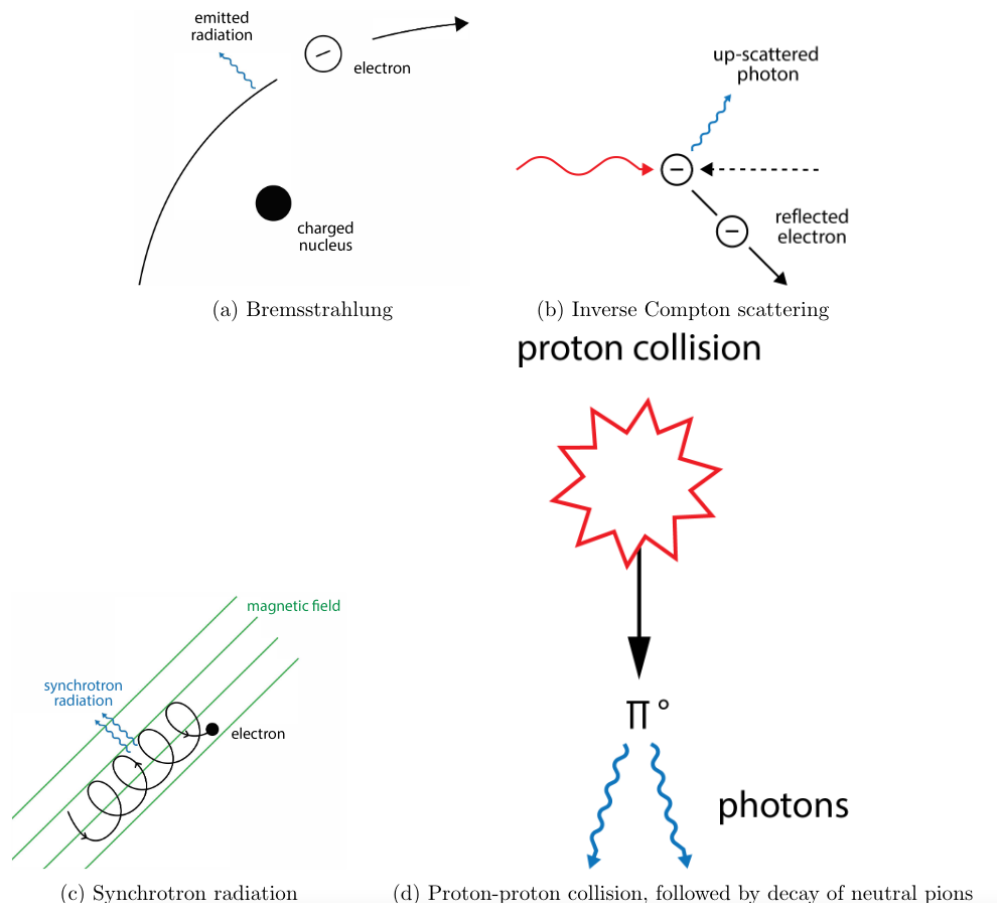 emitted
radiation
electron
charged
nucleus
(a) Bremsstrahlung
up-scattered
photon
reflected
electron
(b) Inverse Compton scattering
proton collision
∏°
photons
magnetic field
synchrotron
radiation
electron
(c) Synchrotron radiation
(d) Proton-proton collision, followed by decay of neutral pions